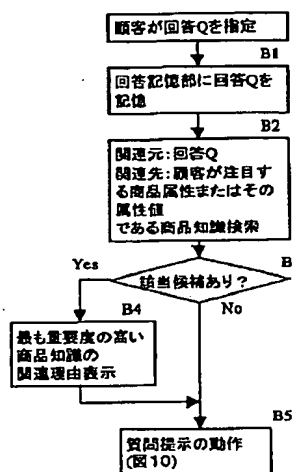 顧客が回答Qを指定
B1
回答記憶部に回答Qを
記憶
B2
関連元:回答Q
関連先:顧客が注目す
る商品属性またはその
属性値
である商品知識検索
B
該当候補あり?
Yes
No
B4
最も重要度の高い
商品知識の
関連理由表示
B5
質問提示の動作
(図10)